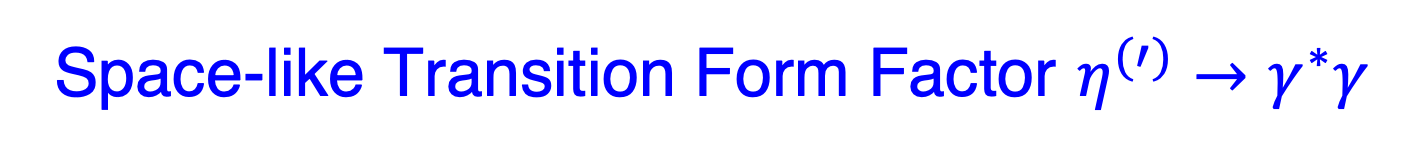 Space-like Transition Form Factor η⁽′⁾ → γ*γ